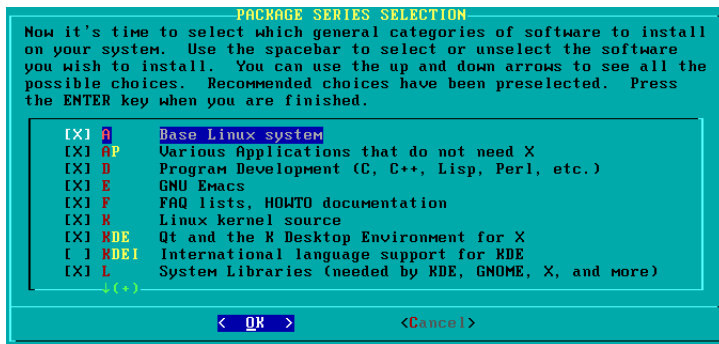 PACKAGE SERIES SELECTION
Now it's time to select which general categories of software to install
on your system.  Use the spacebar to select or unselect the software
you wish to install.  You can use the up and down arrows to see all the
possible choices.  Recommended choices have been preselected.  Press
the ENTER key when you are finished.
[X] A Base Linux system
[X] AP Various Applications that do not need X
[X] D Program Development (C, C++, Lisp, Perl, etc.)
[X] E GNU Emacs
[X] F FAQ lists, HOWTO documentation
[X] K Linux kernel source
[X] KDE Qt and the K Desktop Environment for X
[ ] KDEI International language support for KDE
[X] L System Libraries (needed by KDE, GNOME, X, and more)
↓(+)
< OK > <Cancel>